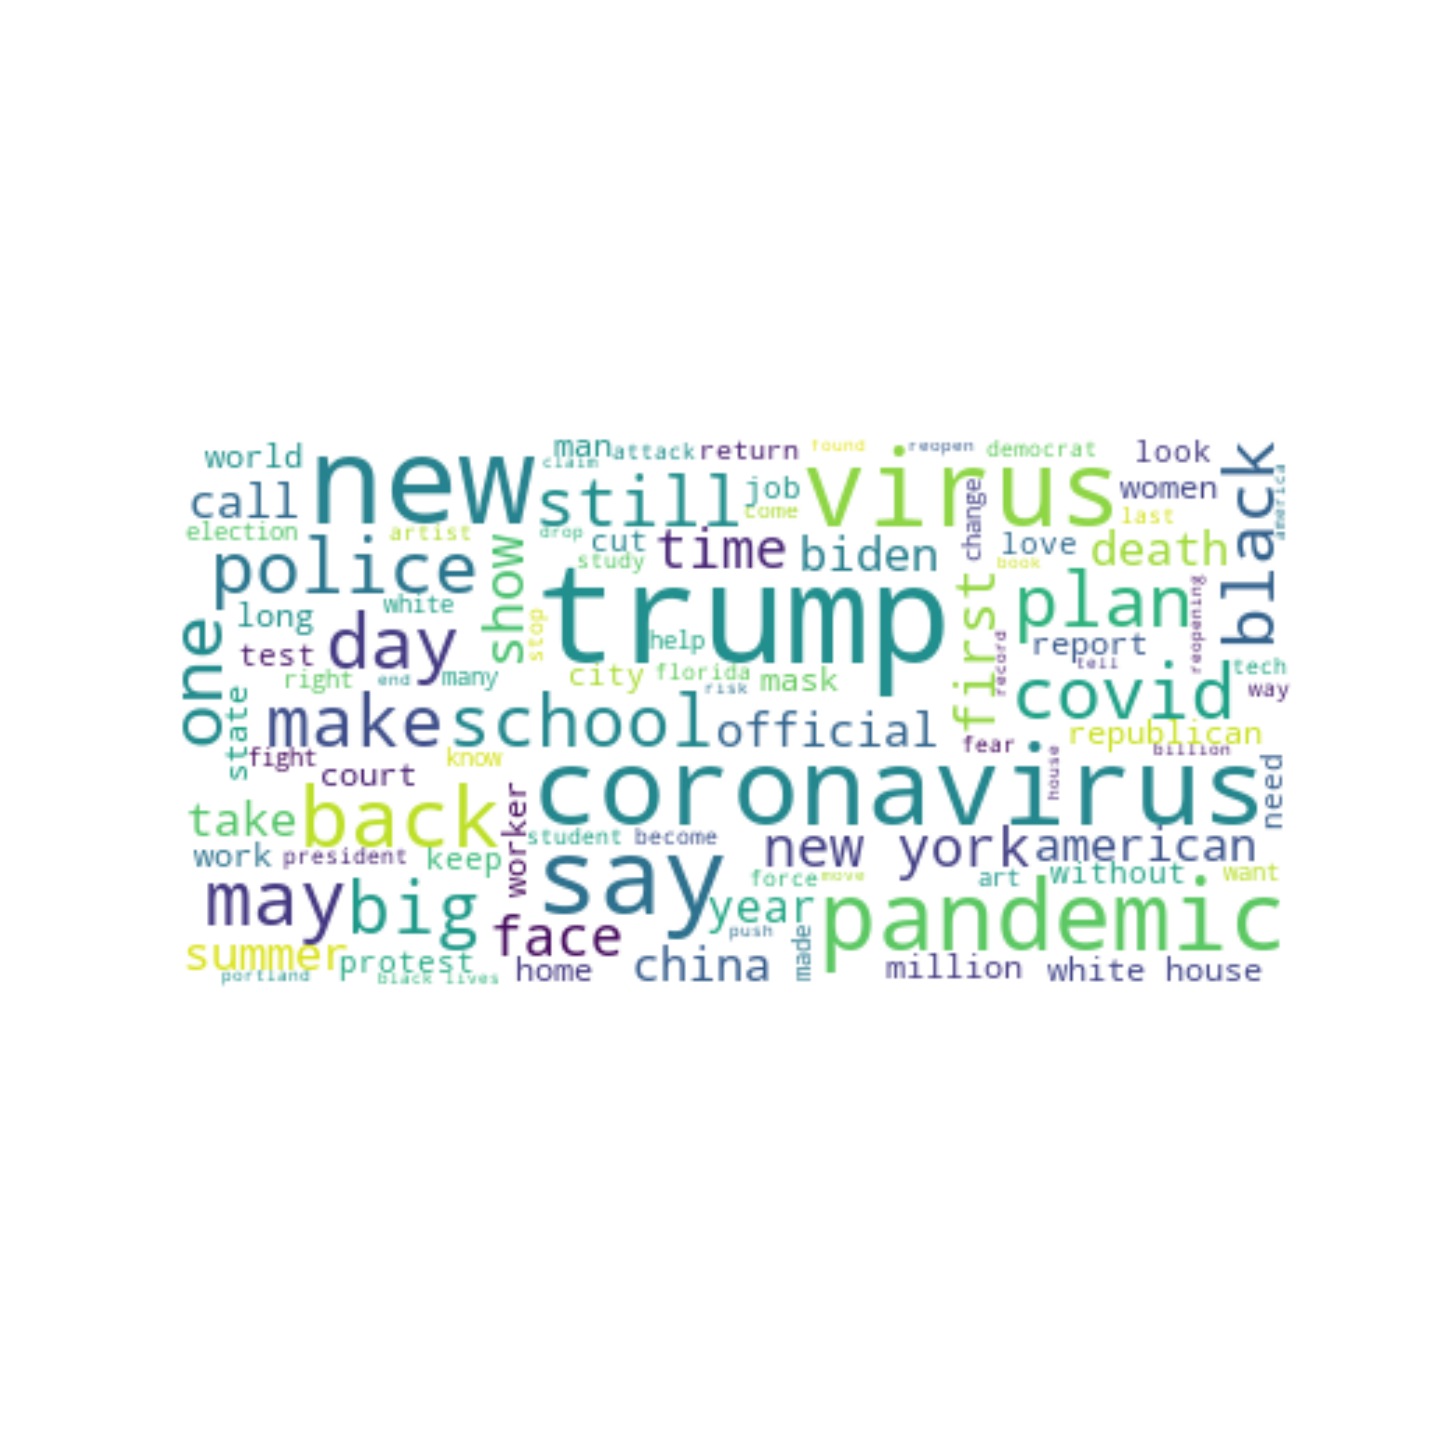 world
new
man
attack
return
found
reopen
democrat
look
black
call
claim
still
job
come
virus
change
women
last
america
election
artist
drop
cut
study
time
biden
love
book
death
police
show
trump
first
plan
reopening
long
white
stop
help
report
one
test
day
record
tell
tech
right
end
many
city
florida
risk
mask
covid
way
state
make
school
official
republican
fight
know
fear
house
billion
court
coronavirus
need
take
back
worker
student
become
new york
american
work
president
keep
say
force
move
art
without
want
may
big
year
pandemic
push
made
face
summer
protest
home
china
million
white house
portland
black lives